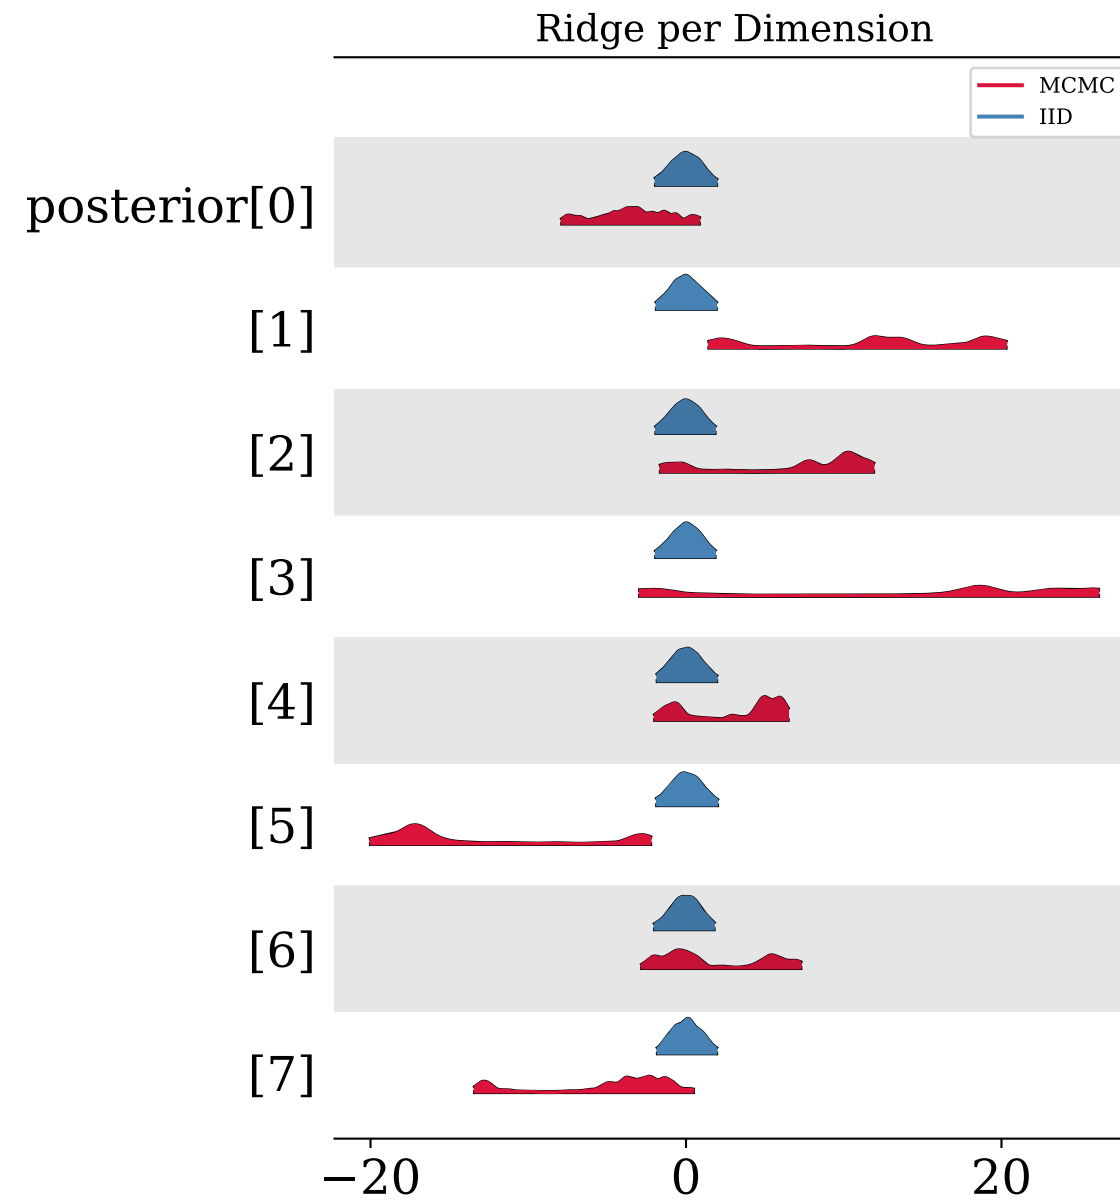 Ridge per Dimension
MCMC
IID
posterior[0]
[1]
[2]
[3]
[4]
[5]
[6]
[7]
−20 0 20